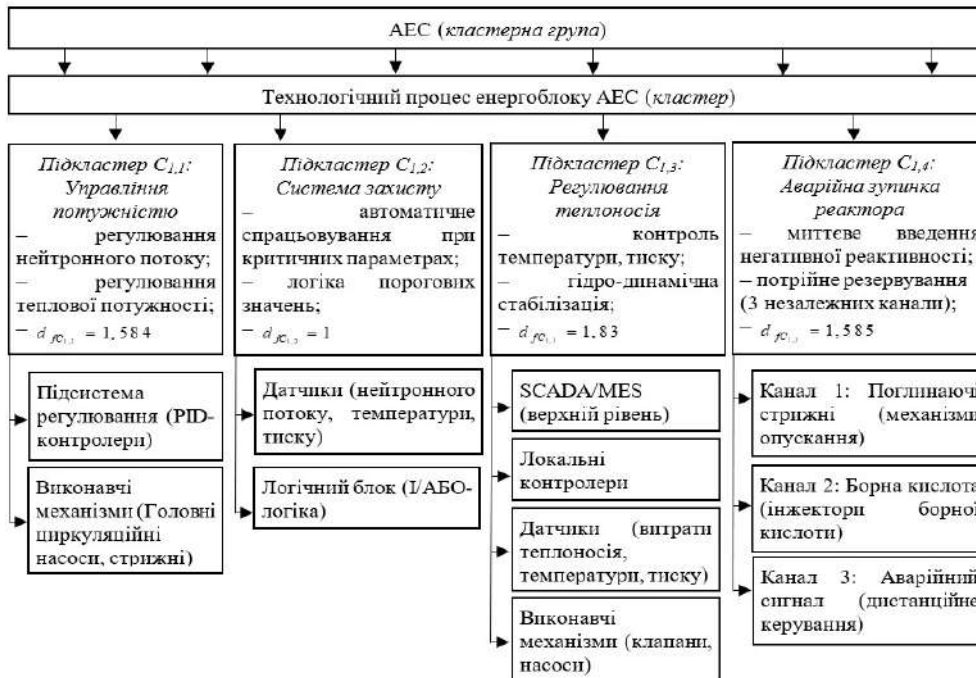 АЕС (кластерна група)
Технологічний процес енергоблоку АЕС (кластер)
Підкластер C1,1:
Управління
потужністю
– регулювання
нейтронного потоку;
– регулювання
теплової потужності;
– d fC1,1 = 1,584
Підкластер C1,2:
Система захисту
– автоматичне
спрацьовування при
критичних параметрах;
– логіка порогових
значень;
– d fC1,2 = 1
Підкластер C1,3:
Регулювання
теплоносія
– контроль
температури, тиску;
– гідро-динамічна
стабілізація;
– d fC = 1,83
Підкластер C1,4:
Аварійна зупинка
реактора
– миттєве введення
негативної реактивності;
– потрійне резервування
(3 незалежних канали);
– d fC = 1,585
Підсистема
регулювання (PID-
контролери)
Виконавчі
механізми (Головні
циркуляційні
насоси, стрижні)
Датчики (нейтронного
потоку, температури,
тиску)
Логічний блок (І/АБО-
логіка)
SCADA/MES
(верхній рівень)
Локальні
контролери
Датчики (витрати
теплоносія,
температури, тиску)
Виконавчі
механізми (клапани,
насоси)
Канал 1: Поглинаючі
стрижні (механізми
опускання)
Канал 2: Борна кислота
(інжектори борної
кислоти)
Канал 3: Аварійний
сигнал (дистанційне
керування)